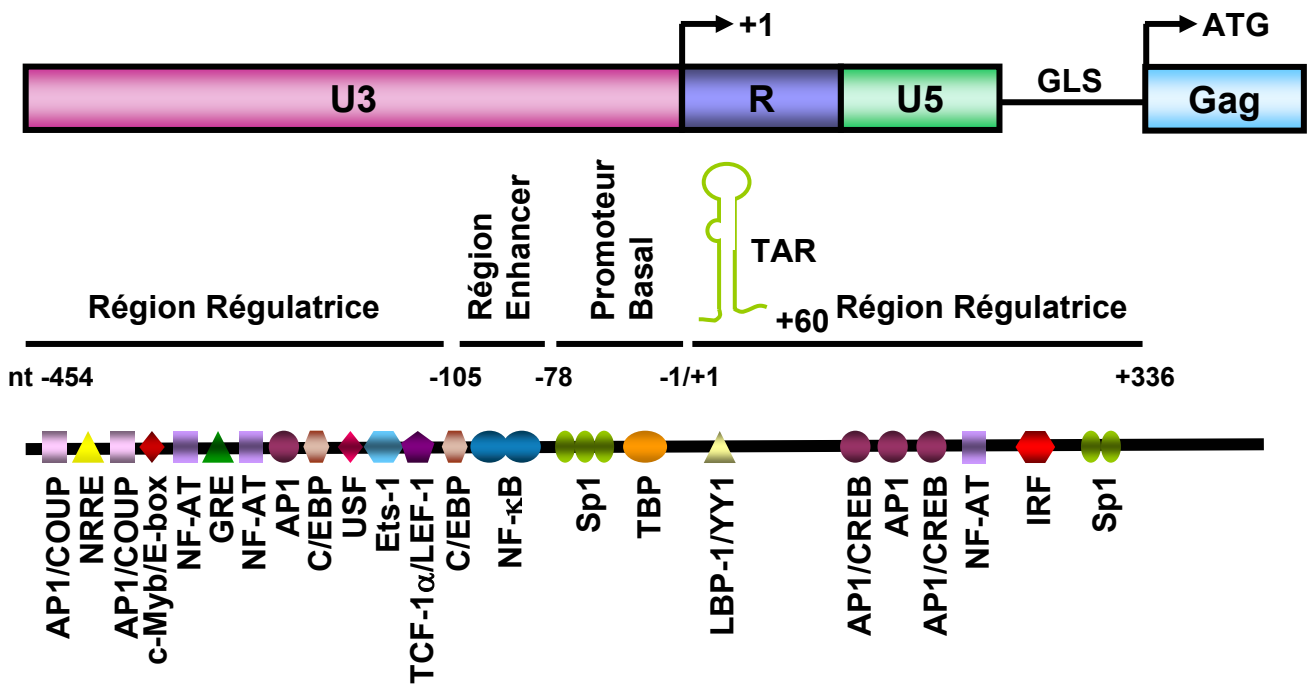 +1
ATG
U3
R
U5
GLS
Gag
Région
Enhancer
Promoteur
Basal
TAR
Région Régulatrice
+60
Région Régulatrice
nt -454
-105
-78
-1/+1
+336
AP1/COUP
NRRE
AP1/COUP
c-Myb/E-box
NF-AT
GRE
NF-AT
AP1
C/EBP
USF
Ets-1
TCF-1α/LEF-1
C/EBP
NF-κB
Sp1
TBP
LBP-1/YY1
AP1/CREB
AP1
AP1/CREB
NF-AT
IRF
Sp1